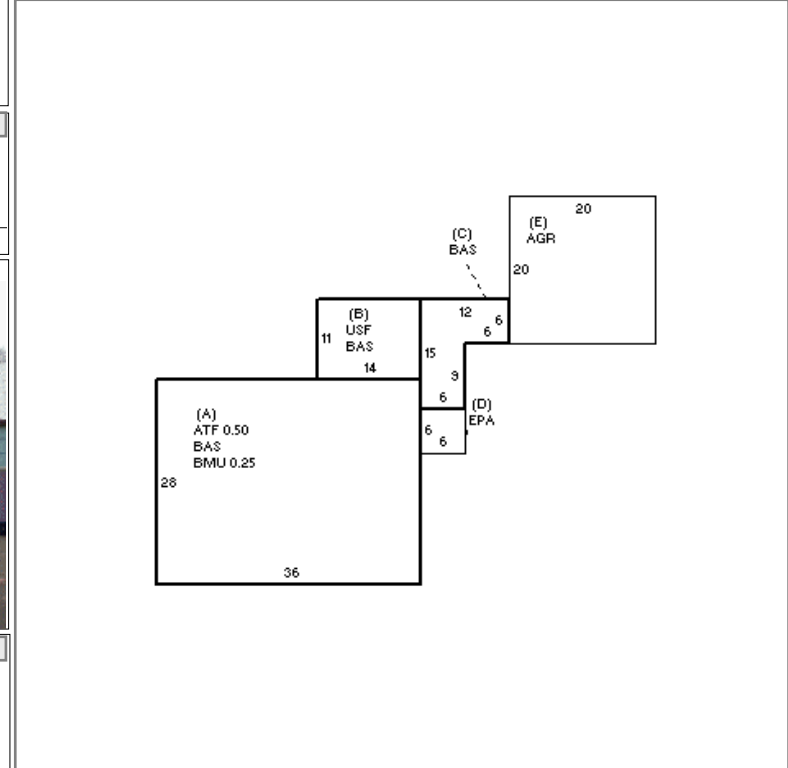 20
(E)
AGR
20
(C)
BAS
12
6
6
(B)
USF
BAS
11
14
15
9
6
(D)
EPA
6
6
(A)
ATF 0.50
BAS
BMU 0.25
28
36